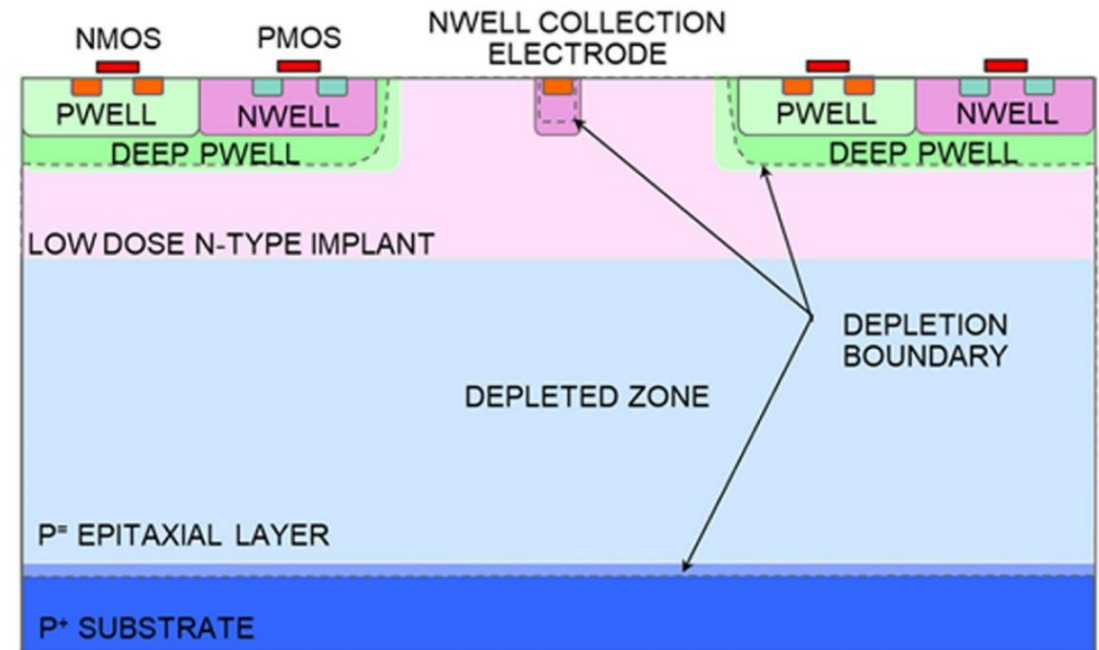 NMOS
PMOS
NWELL COLLECTION
ELECTRODE
PWELL
NWELL
PWELL
NWELL
DEEP PWELL
DEEP PWELL
LOW DOSE N-TYPE IMPLANT
DEPLETION
BOUNDARY
DEPLETED ZONE
P⁼ EPITAXIAL LAYER
P⁺ SUBSTRATE